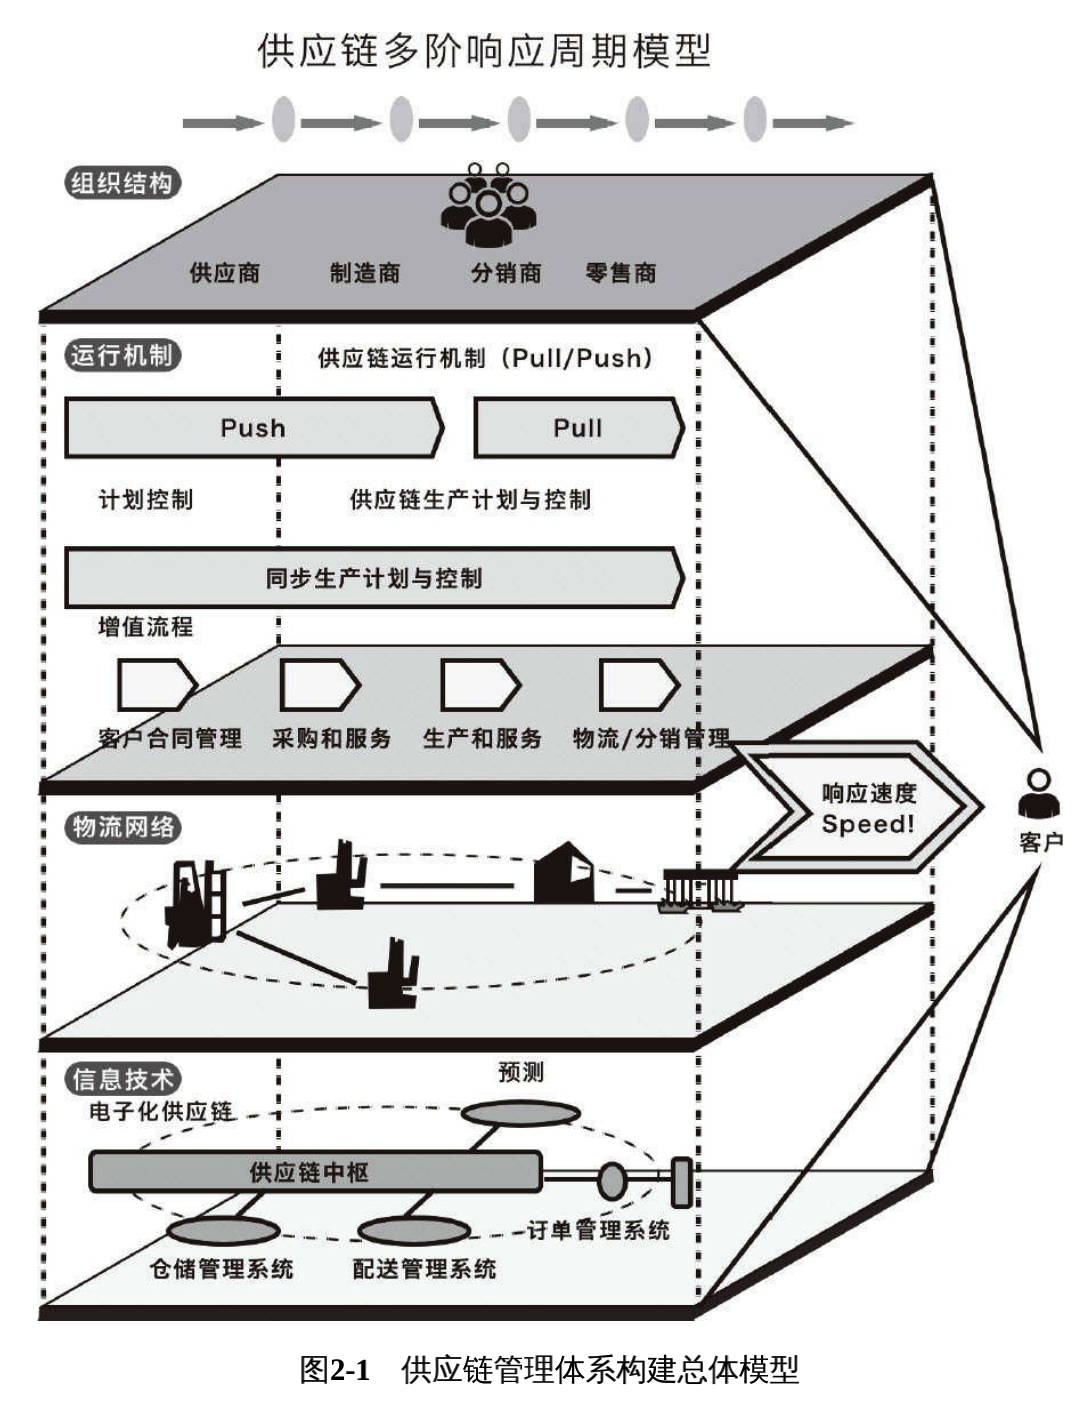 供应链多阶响应周期模型
组织结构
供应商 制造商 分销商 零售商
运行机制
供应链运行机制（Pull/Push）
Push Pull
计划控制 供应链生产计划与控制
同步生产计划与控制
增值流程
客户合同管理 采购和服务 生产和服务 物流/分销管理
响应速度
Speed!
客户
物流网络
信息技术
预测
电子化供应链
供应链中枢
订单管理系统
仓储管理系统 配送管理系统
图2-1 供应链管理体系构建总体模型